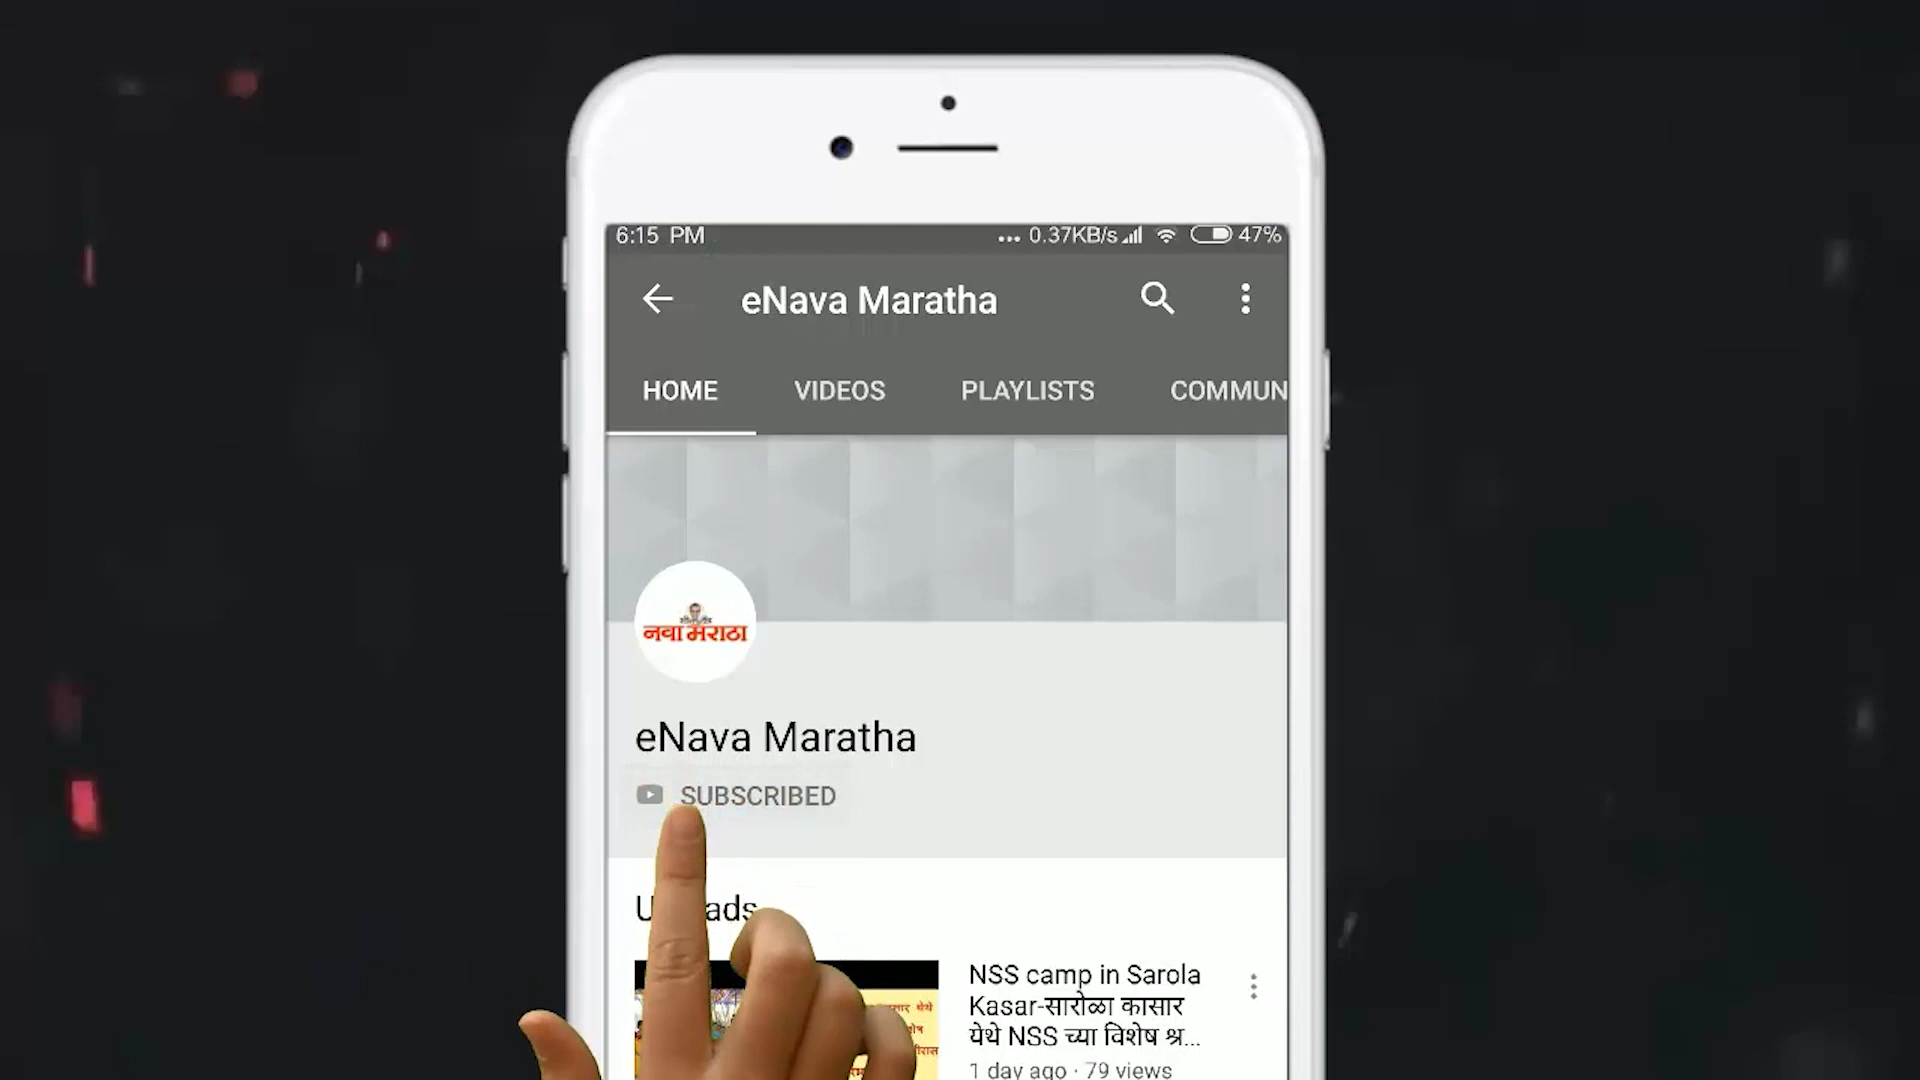 6:15 PM ... 0.37KB/s 47%
eNava Maratha
HOME VIDEOS PLAYLISTS COMMUN
नवा मराठा
eNava Maratha
SUBSCRIBED
NSS camp in Sarola
Kasar-सारोळा कासार
येथे NSS च्या विशेष श्र...
1 day ago · 79 views